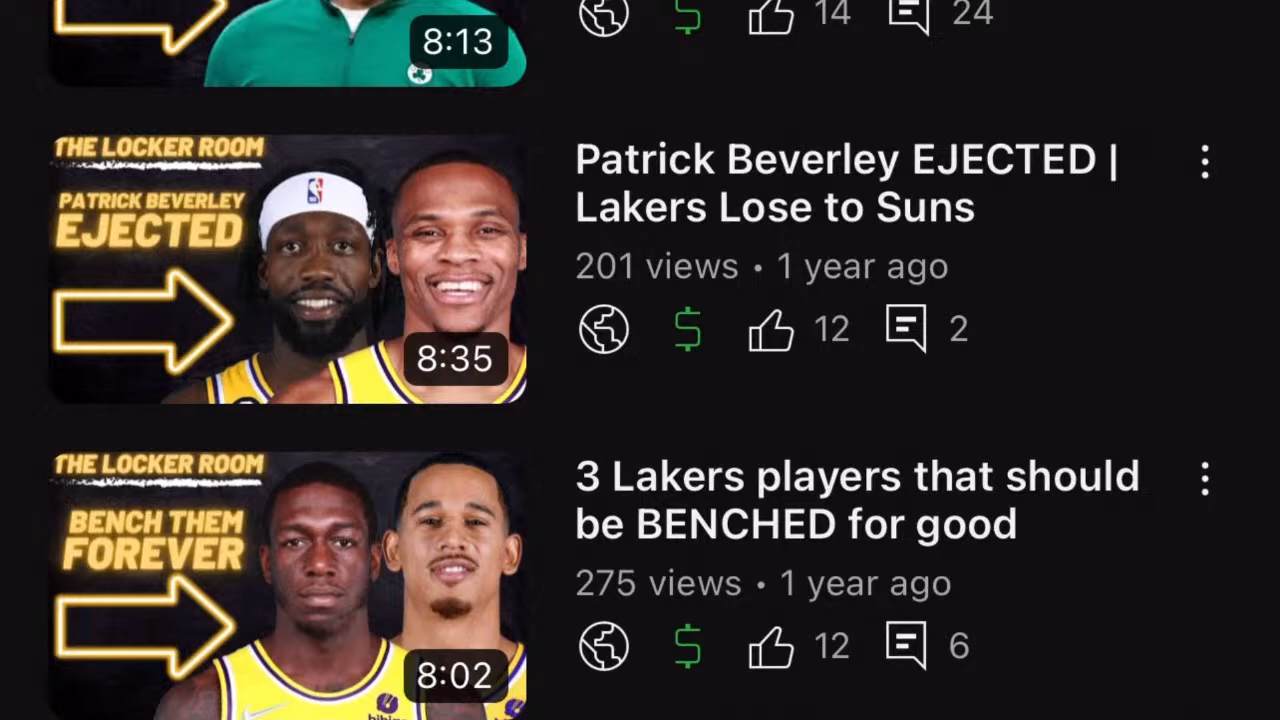 8:13
14
24
THE LOCKER ROOM
PATRICK BEVERLEY
EJECTED
8:35
Patrick Beverley EJECTED |
Lakers Lose to Suns
201 views • 1 year ago
12
2
THE LOCKER ROOM
BENCH THEM
FOREVER
8:02
3 Lakers players that should
be BENCHED for good
275 views • 1 year ago
12
6